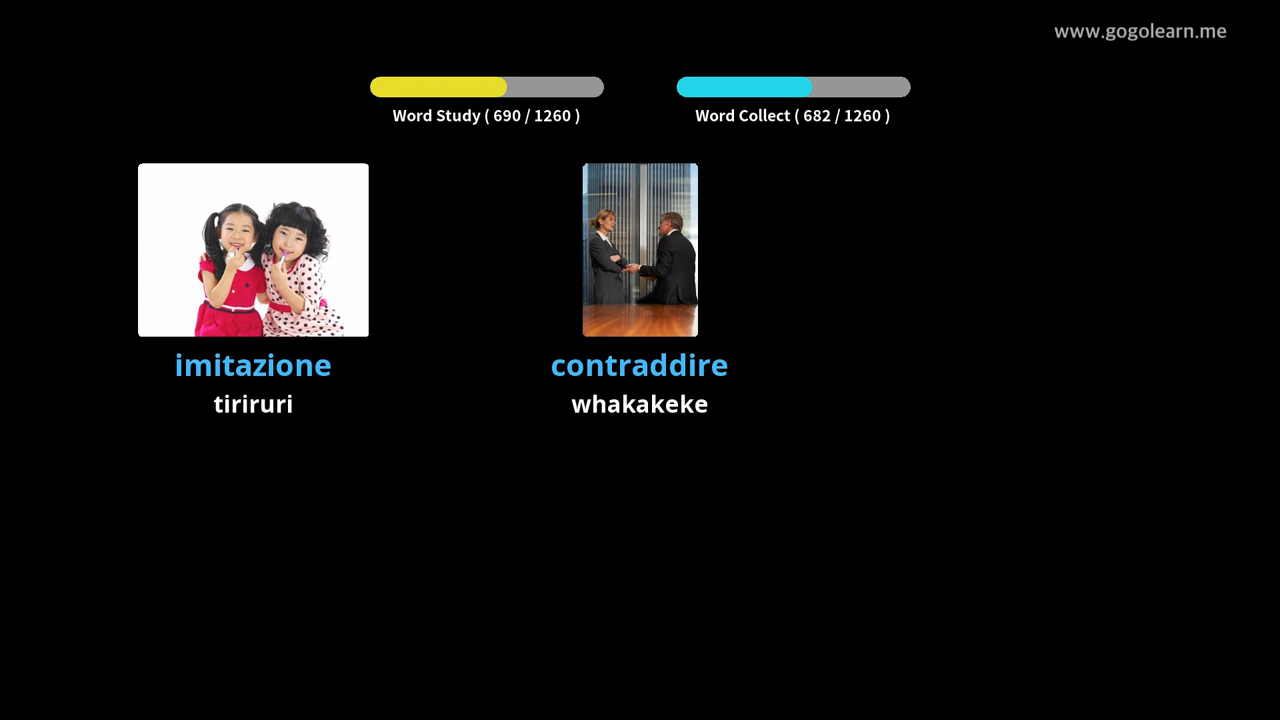 www.gogolearn.me
Word Study ( 690 / 1260 )
Word Collect ( 682 / 1260 )
imitazione
tiriruri
contraddire
whakakeke